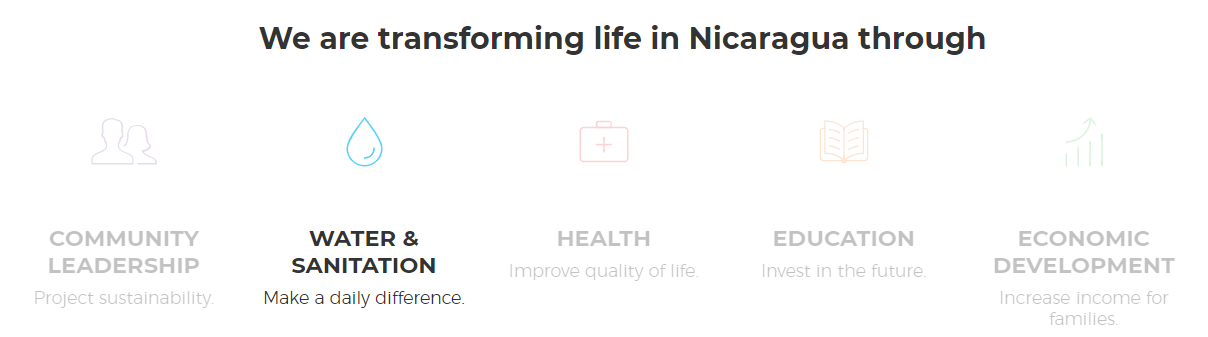 We are transforming life in Nicaragua through
COMMUNITY
LEADERSHIP
Project sustainability.
WATER &
SANITATION
Make a daily difference.
HEALTH
Improve quality of life.
EDUCATION
Invest in the future.
ECONOMIC
DEVELOPMENT
Increase income for
families.